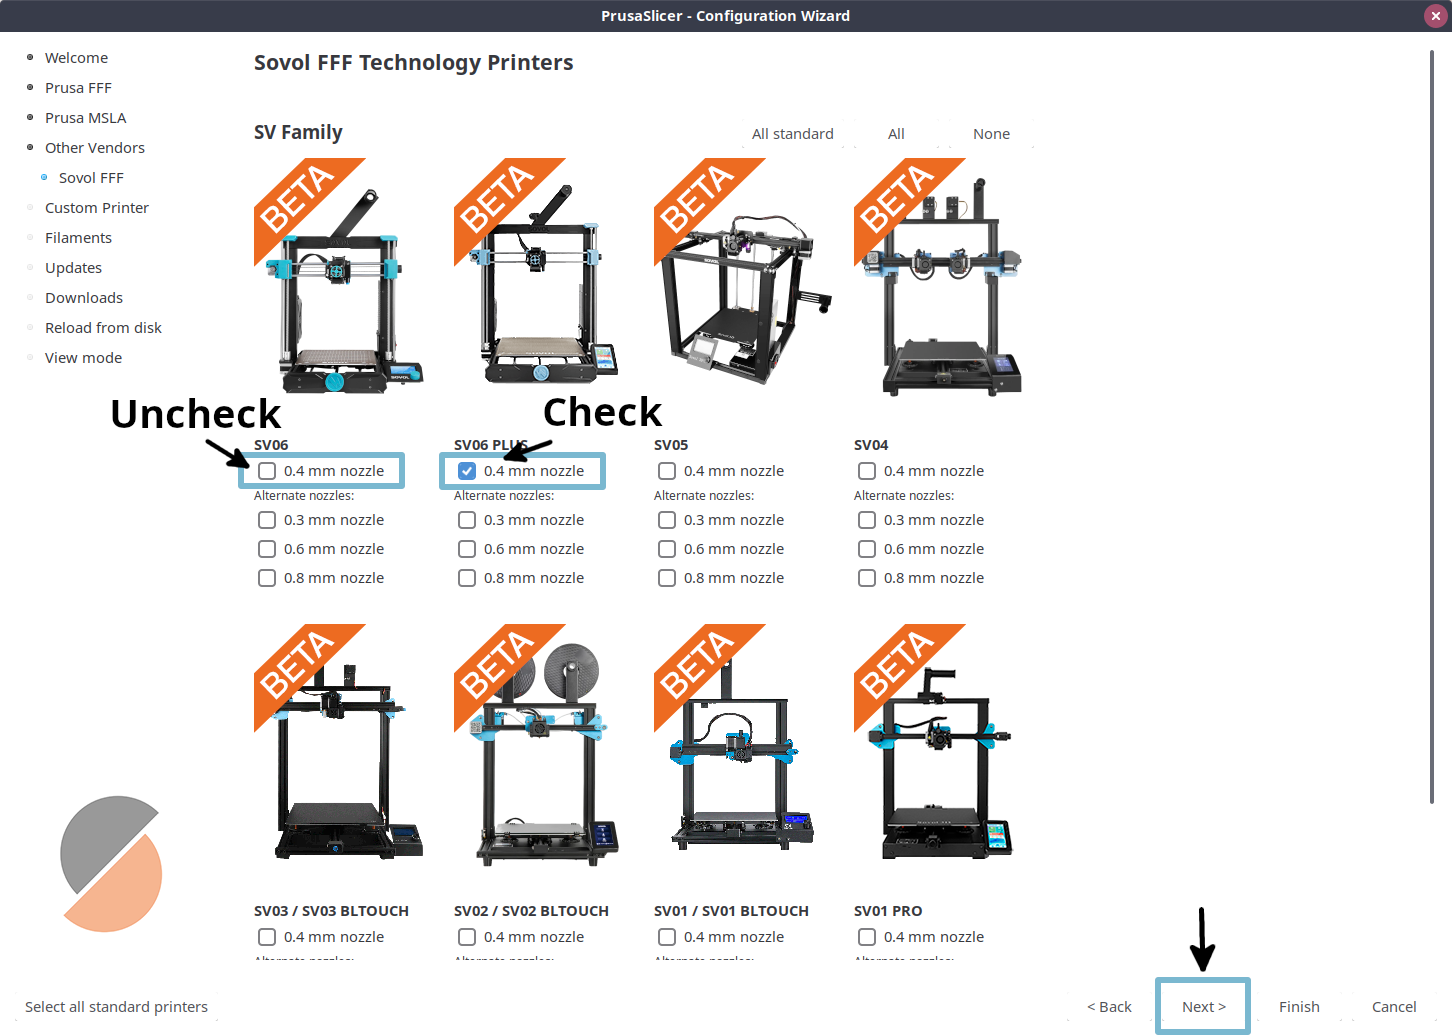 PrusaSlicer - Configuration Wizard
Welcome
Prusa FFF
Prusa MSLA
Other Vendors
Sovol FFF
Custom Printer
Filaments
Updates
Downloads
Reload from disk
View mode
Sovol FFF Technology Printers
SV Family
All standard All None
BETA BETA BETA BETA
Uncheck Check
SV06 SV06 PLUS SV05 SV04
0.4 mm nozzle 0.4 mm nozzle 0.4 mm nozzle 0.4 mm nozzle
Alternate nozzles: Alternate nozzles: Alternate nozzles: Alternate nozzles:
0.3 mm nozzle 0.3 mm nozzle 0.3 mm nozzle 0.3 mm nozzle
0.6 mm nozzle 0.6 mm nozzle 0.6 mm nozzle 0.6 mm nozzle
0.8 mm nozzle 0.8 mm nozzle 0.8 mm nozzle 0.8 mm nozzle
BETA BETA BETA BETA
SV03 / SV03 BLTOUCH SV02 / SV02 BLTOUCH SV01 / SV01 BLTOUCH SV01 PRO
0.4 mm nozzle 0.4 mm nozzle 0.4 mm nozzle 0.4 mm nozzle
Alternate nozzles: Alternate nozzles: Alternate nozzles: Alternate nozzles:
Select all standard printers < Back Next > Finish Cancel